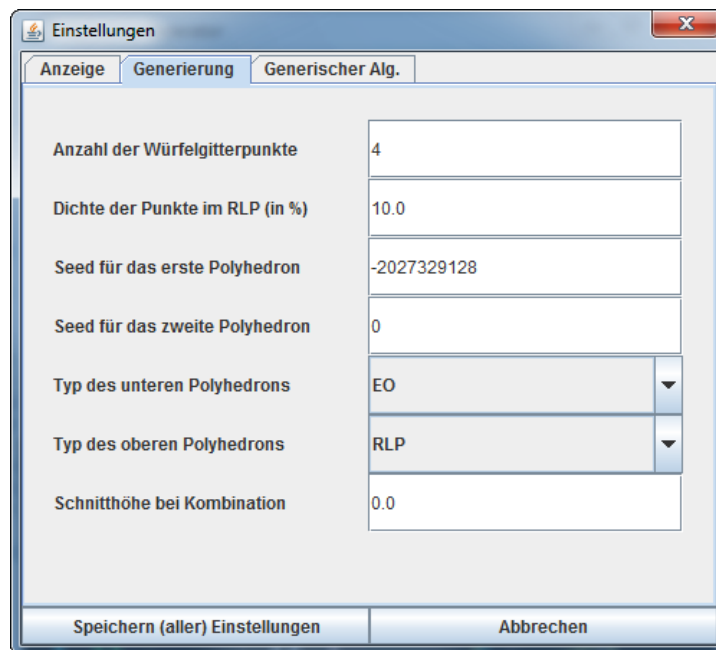 Einstellungen
Anzeige Generierung Generischer Alg.
Anzahl der Würfelgitterpunkte 4
Dichte der Punkte im RLP (in %) 10.0
Seed für das erste Polyhedron -2027329128
Seed für das zweite Polyhedron 0
Typ des unteren Polyhedrons EO
Typ des oberen Polyhedrons RLP
Schnitthöhe bei Kombination 0.0
Speichern (aller) Einstellungen Abbrechen